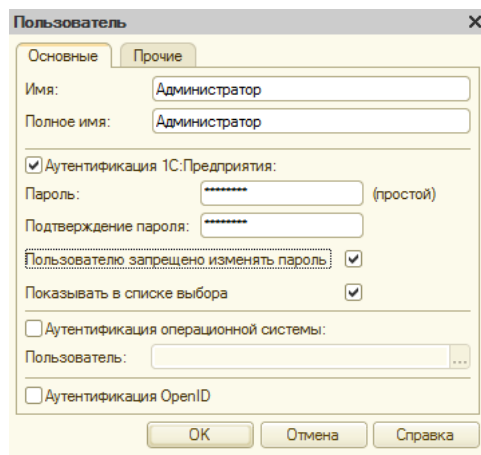 Пользователь
Основные Прочие
Имя: Администратор
Полное имя: Администратор
Аутентификация 1С:Предприятия:
Пароль: ******** (простой)
Подтверждение пароля: ********
Пользователю запрещено изменять пароль
Показывать в списке выбора
Аутентификация операционной системы:
Пользователь: ...
Аутентификация OpenID
OK Отмена Справка